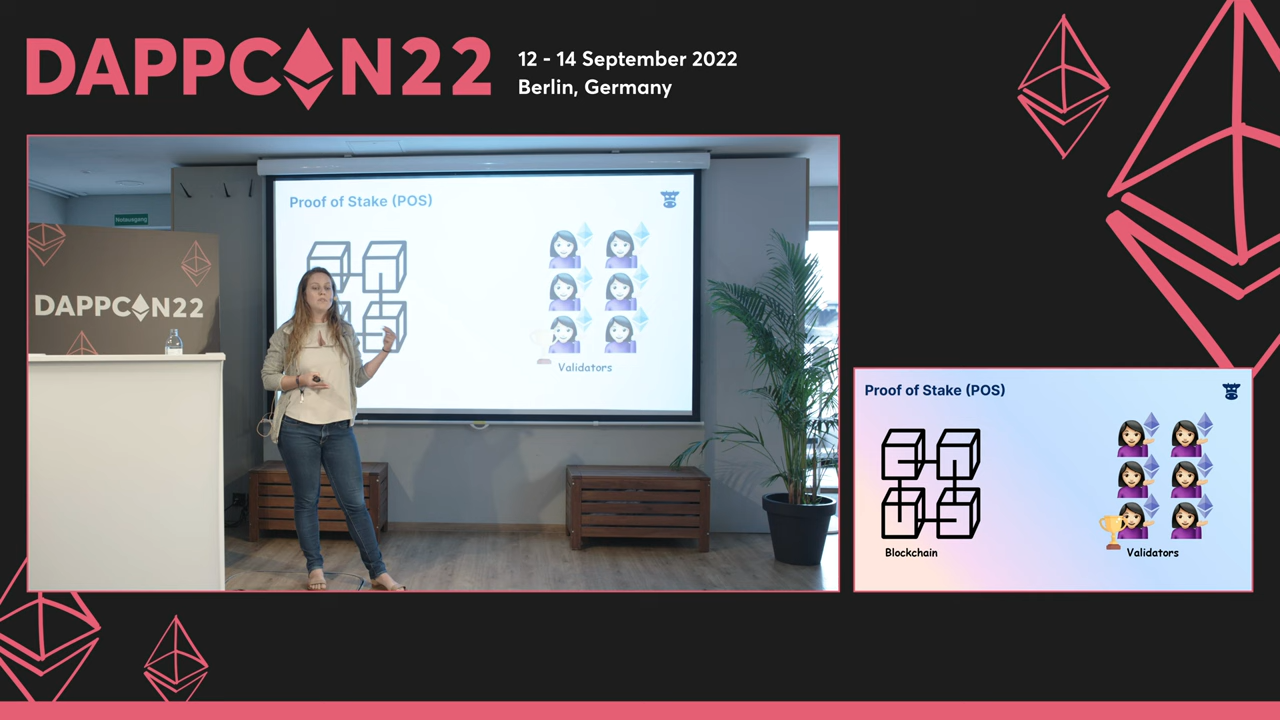 DAPPCON22
12 - 14 September 2022
Berlin, Germany
Proof of Stake (POS)
Notausgang
DAPPCON22
Validators
Proof of Stake (POS)
Blockchain
Validators